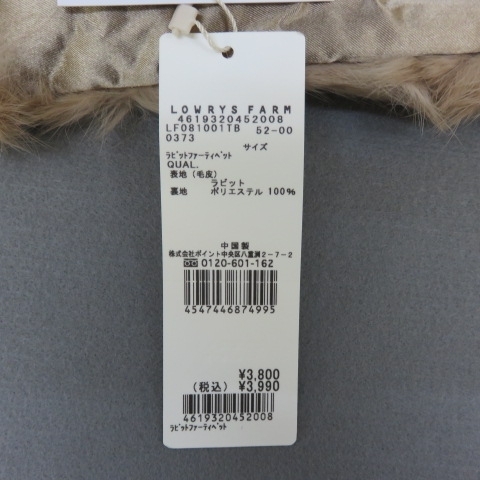 LOWRYS FARM
4619320452008
LF081001TB 52-00
0373
サイズ
ﾗﾋﾞｯﾄﾌｧｰﾃｨﾍﾟｯﾄ
QUAL.
表地（毛皮）
ラビット
裏地 ポリエステル 100%
中国製
株式会社ポイント中央区八重洲2-7-2
0120-601-162
4547446874995
¥3,800
（税込） ¥3,990
4619320452008
ﾗﾋﾞｯﾄﾌｧｰﾃｨﾍﾟｯﾄ